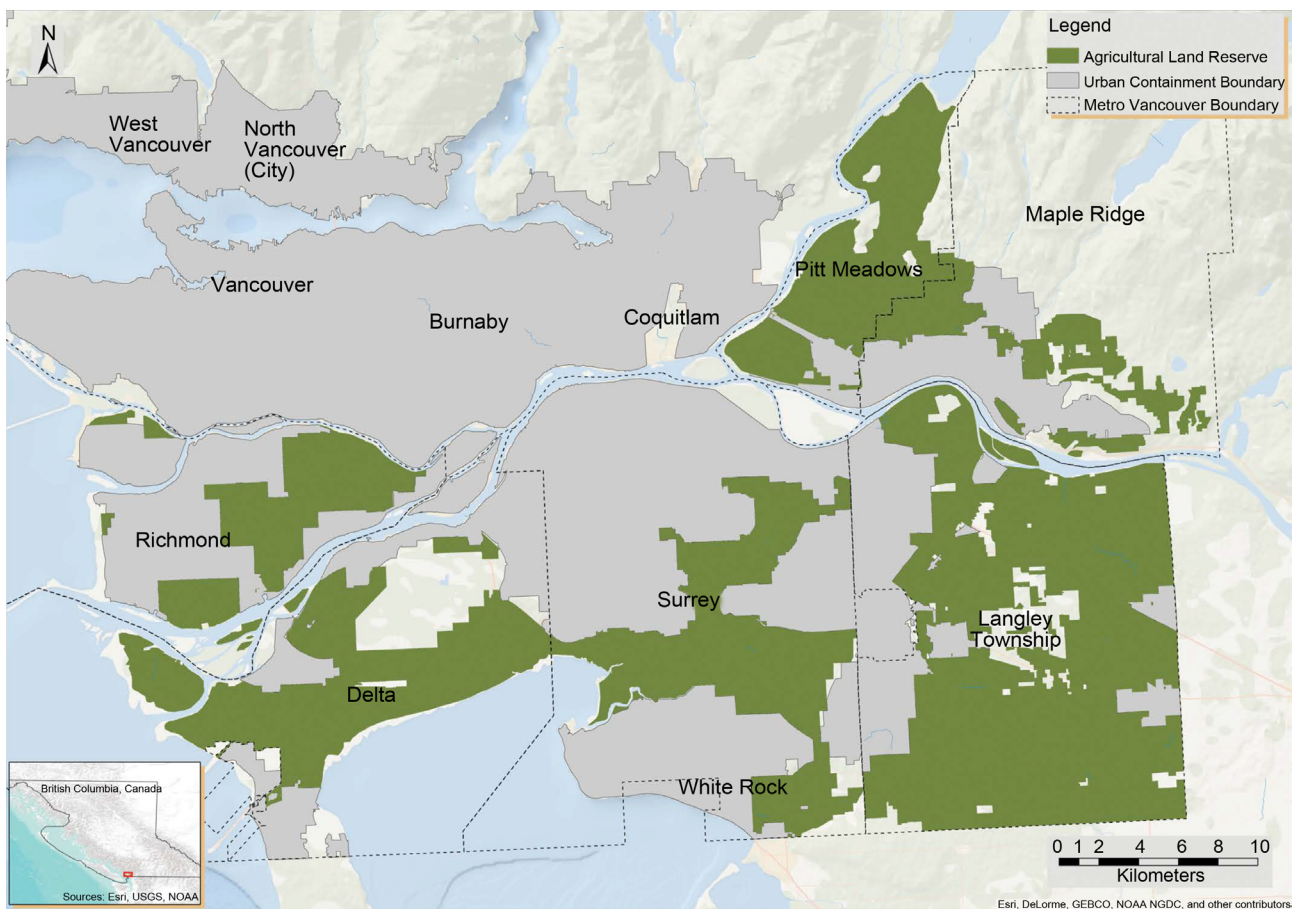 N
Legend
Agricultural Land Reserve
Urban Containment Boundary
Metro Vancouver Boundary
West
Vancouver
North
Vancouver
(City)
Maple Ridge
Pitt Meadows
Vancouver
Burnaby
Coquitlam
Richmond
Surrey
Langley
Township
Delta
White Rock
British Columbia, Canada
Sources: Esri, USGS, NOAA
0 1 2 4 6 8 10
Kilometers
Esri, DeLorme, GEBCO, NOAA NGDC, and other contributors